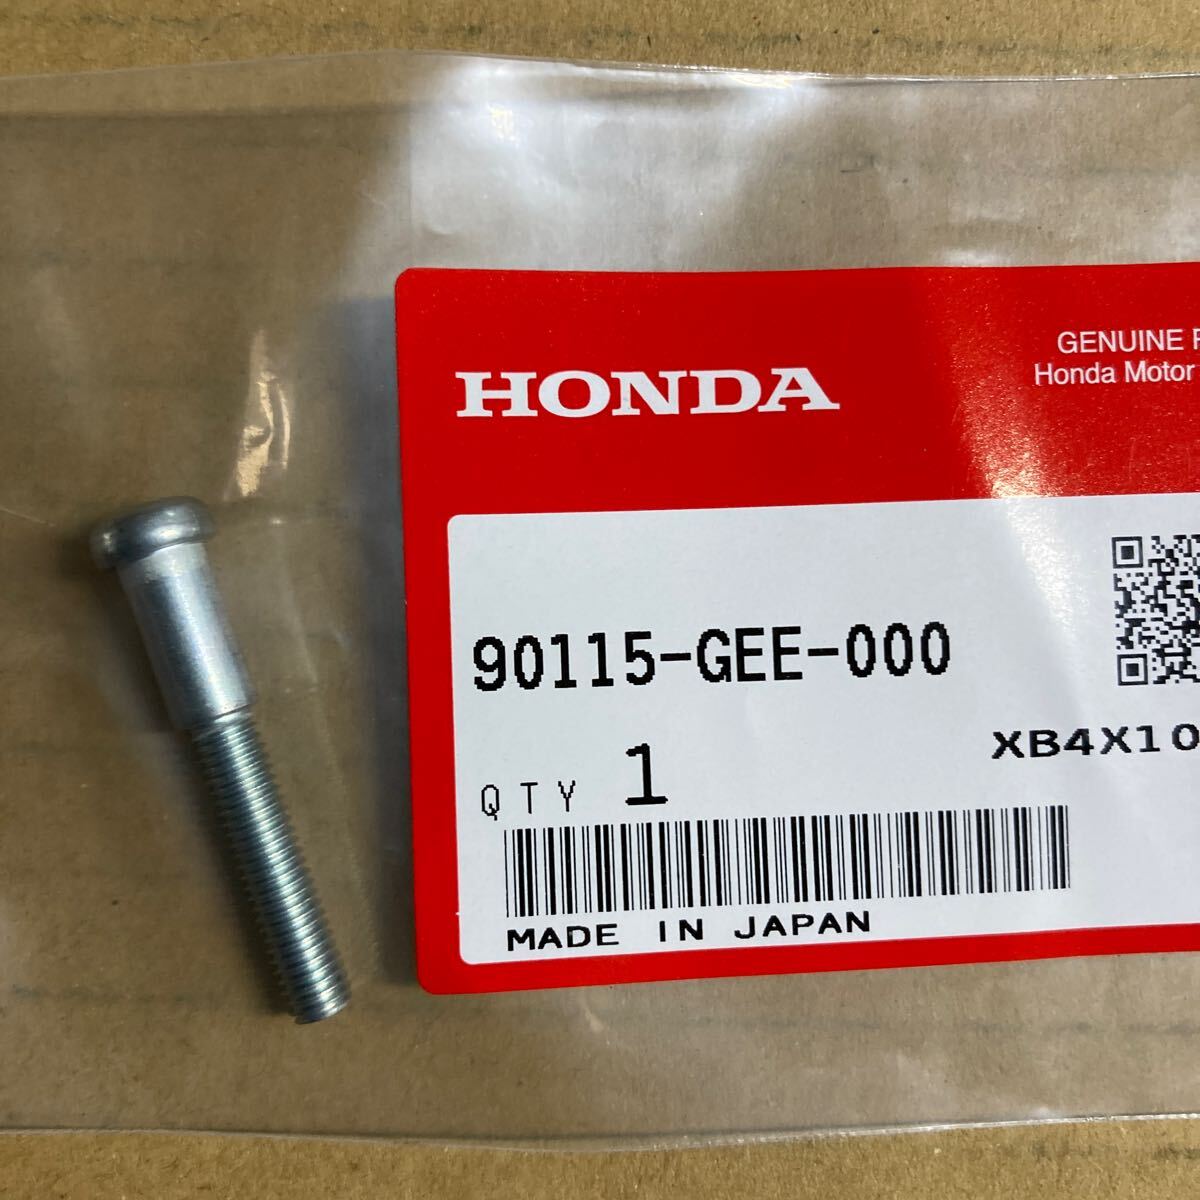 HONDA
GENUINE
Honda Motor
90115-GEE-000
QTY 1
XB4X10
MADE IN JAPAN